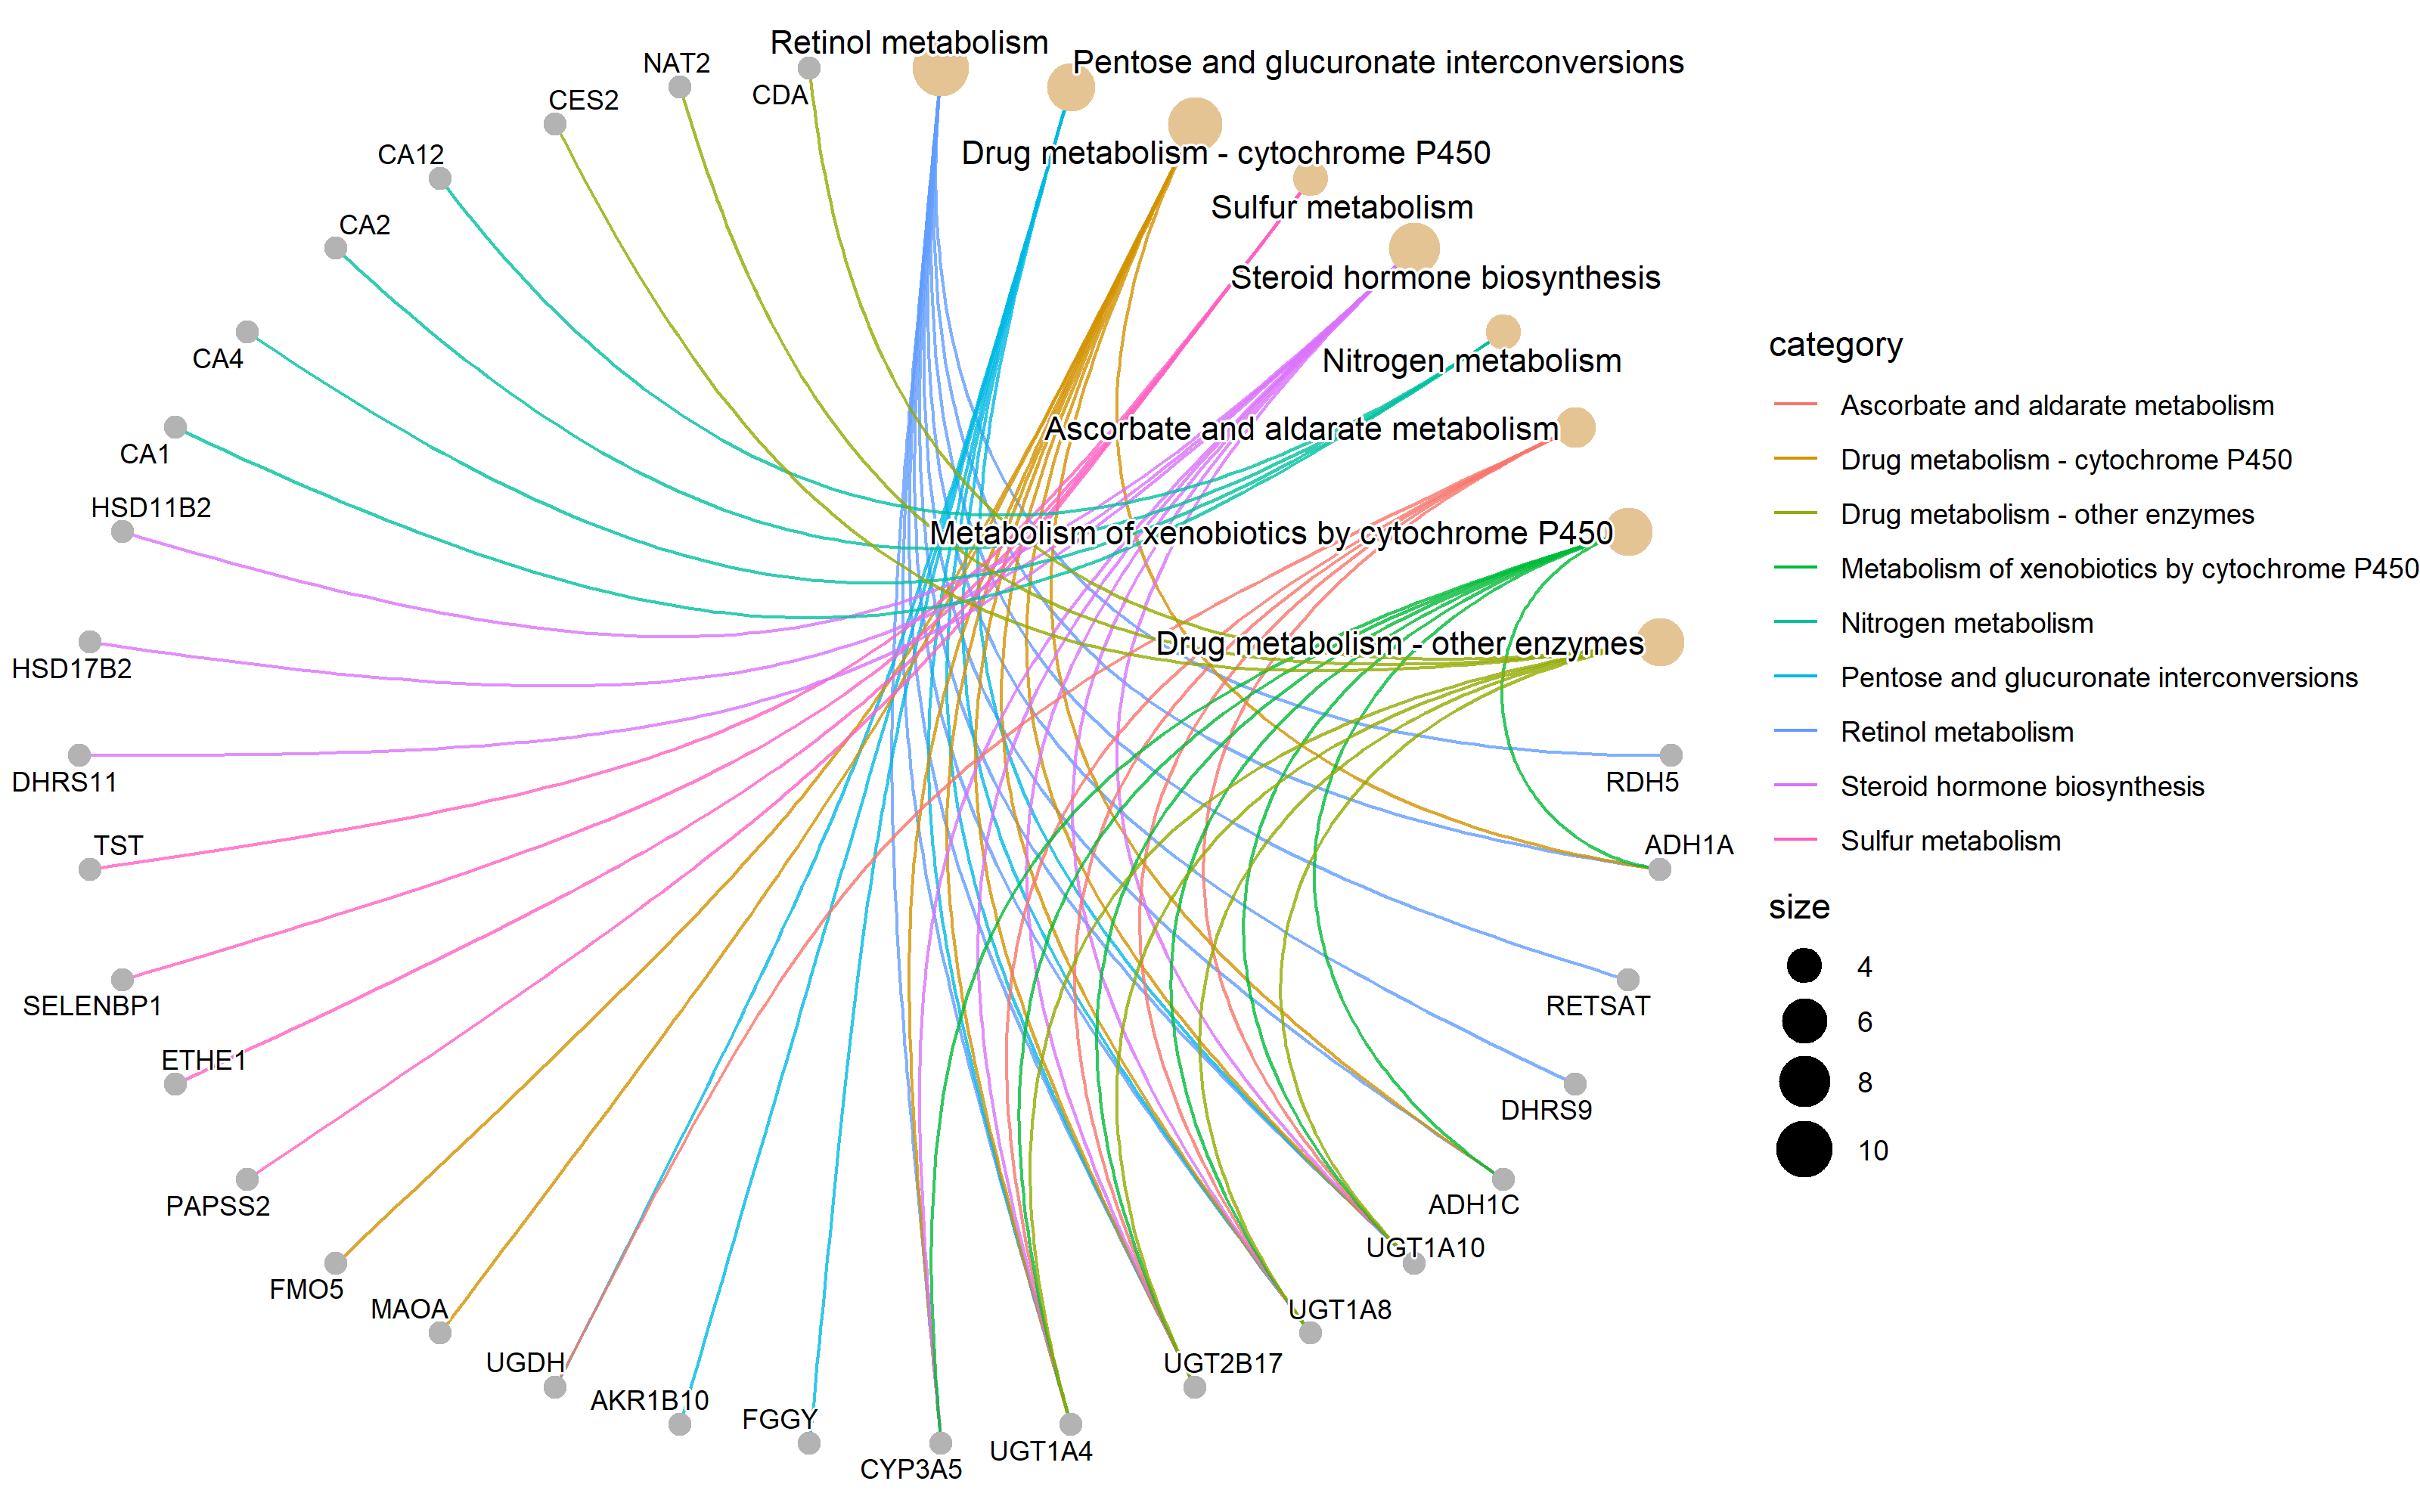 Retinol metabolism
Pentose and glucuronate interconversions
NAT2
CDA
CES2
Drug metabolism - cytochrome P450
CA12
Sulfur metabolism
CA2
Steroid hormone biosynthesis
CA4
Nitrogen metabolism
CA1
Ascorbate and aldarate metabolism
HSD11B2
Metabolism of xenobiotics by cytochrome P450
HSD17B2
Drug metabolism - other enzymes
DHRS11
RDH5
TST
ADH1A
SELENBP1
RETSAT
ETHE1
DHRS9
PAPSS2
ADH1C
FMO5
UGT1A10
MAOA
UGT1A8
UGDH
UGT2B17
AKR1B10
FGGY
CYP3A5
UGT1A4
category
Ascorbate and aldarate metabolism
Drug metabolism - cytochrome P450
Drug metabolism - other enzymes
Metabolism of xenobiotics by cytochrome P450
Nitrogen metabolism
Pentose and glucuronate interconversions
Retinol metabolism
Steroid hormone biosynthesis
Sulfur metabolism
size
4
6
8
10